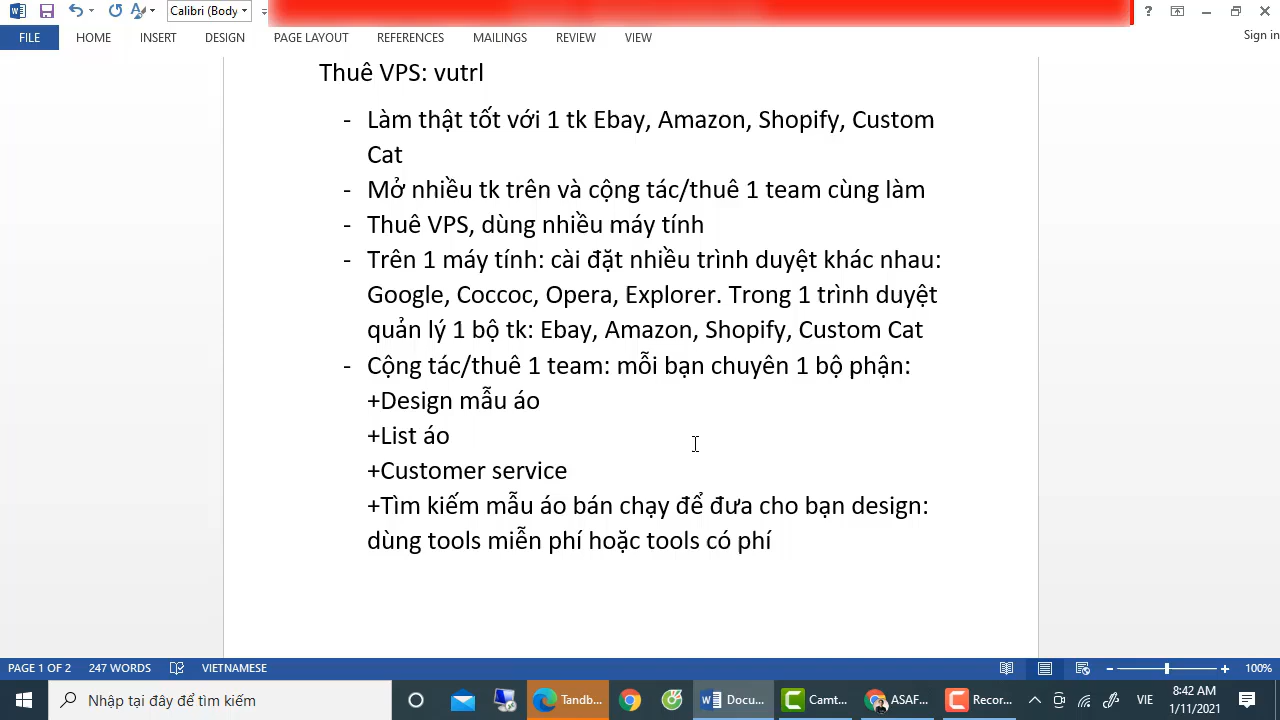 Calibri (Body
?
FILE HOME INSERT DESIGN PAGE LAYOUT REFERENCES MAILINGS REVIEW VIEW Sign in
Thuê VPS: vutrl
- Làm thật tốt với 1 tk Ebay, Amazon, Shopify, Custom
Cat
- Mở nhiều tk trên và cộng tác/thuê 1 team cùng làm
- Thuê VPS, dùng nhiều máy tính
- Trên 1 máy tính: cài đặt nhiều trình duyệt khác nhau:
Google, Coccoc, Opera, Explorer. Trong 1 trình duyệt
quản lý 1 bộ tk: Ebay, Amazon, Shopify, Custom Cat
- Cộng tác/thuê 1 team: mỗi bạn chuyên 1 bộ phận:
+Design mẫu áo
+List áo
+Customer service
+Tìm kiếm mẫu áo bán chạy để đưa cho bạn design:
dùng tools miễn phí hoặc tools có phí
PAGE 1 OF 2 247 WORDS VIETNAMESE 100%
Nhập tại đây để tìm kiếm Tandb... Docu... Camt... ASAF... Recor... VIE 8:42 AM
1/11/2021